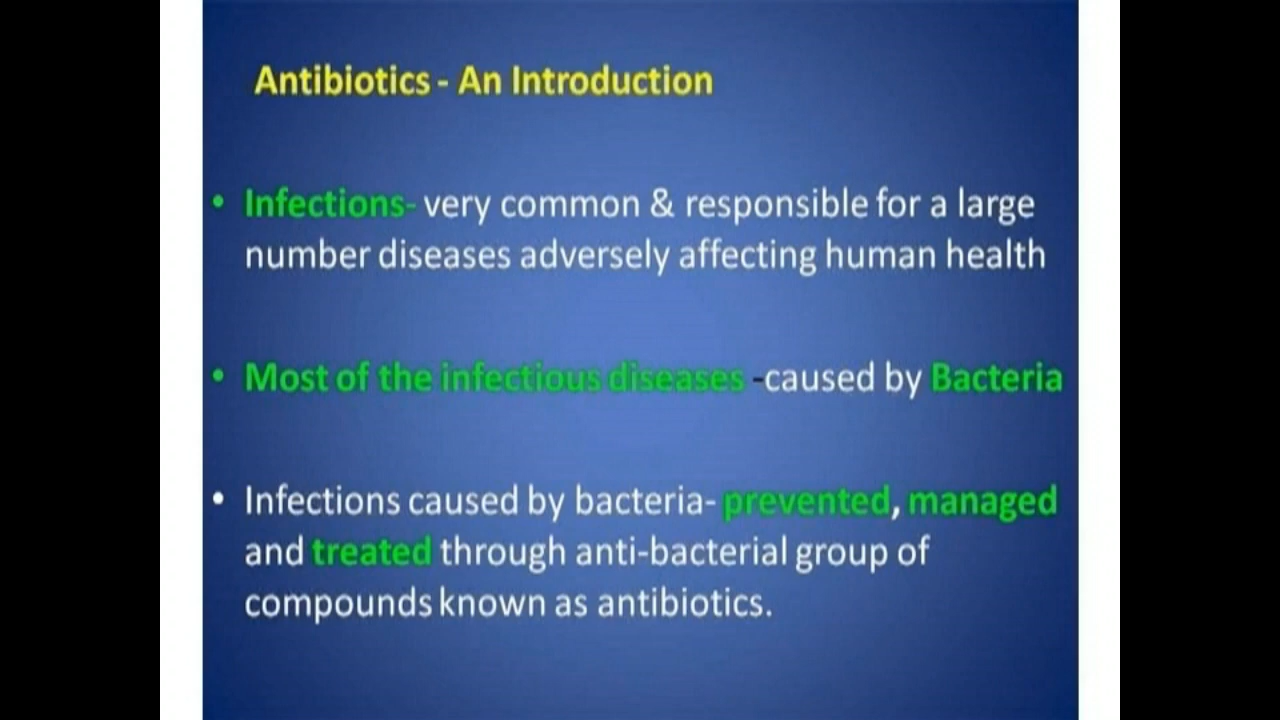 Antibiotics - An Introduction
• Infections- very common & responsible for a large
number diseases adversely affecting human health
• Most of the infectious diseases -caused by Bacteria
• Infections caused by bacteria- prevented, managed
and treated through anti-bacterial group of
compounds known as antibiotics.